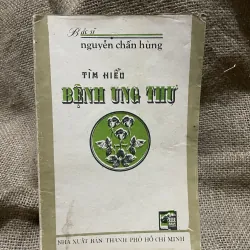 Bác sĩ
nguyễn chấn hùng
TÌM HIỂU
BỆNH UNG THƯ
NHÀ XUẤT BẢN THÀNH PHỐ HỒ CHÍ MINH